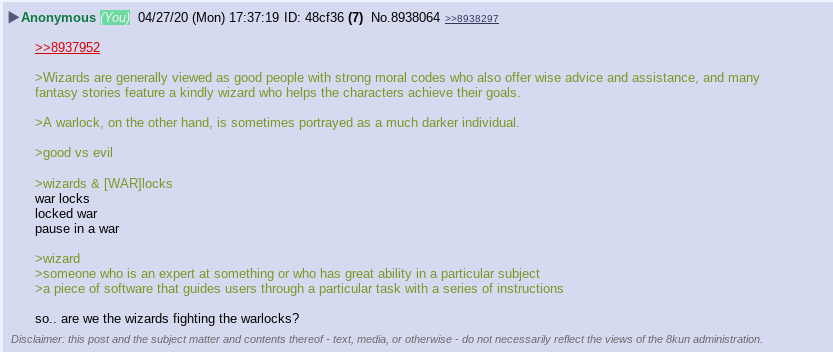 ▶Anonymous (You) 04/27/20 (Mon) 17:37:19 ID: 48cf36 (7) No.8938064 >>8938297
>>8937952
>Wizards are generally viewed as good people with strong moral codes who also offer wise advice and assistance, and many
fantasy stories feature a kindly wizard who helps the characters achieve their goals.
>A warlock, on the other hand, is sometimes portrayed as a much darker individual.
>good vs evil
>wizards & [WAR]locks
war locks
locked war
pause in a war
>wizard
>someone who is an expert at something or who has great ability in a particular subject
>a piece of software that guides users through a particular task with a series of instructions
so.. are we the wizards fighting the warlocks?
Disclaimer: this post and the subject matter and contents thereof - text, media, or otherwise - do not necessarily reflect the views of the 8kun administration.